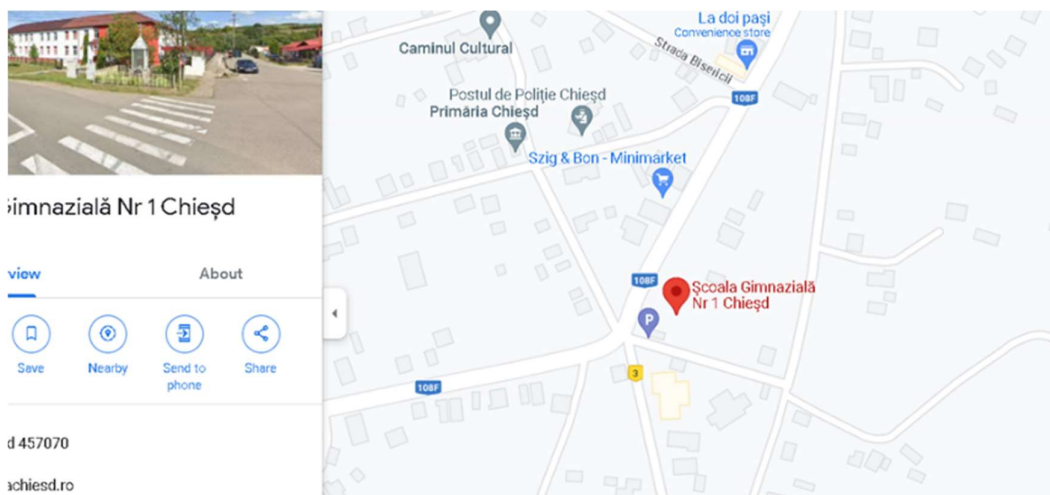 imnazială Nr 1 Chieșd
view
About
Save
Nearby
Send to
phone
Share
d 457070
achiesd.ro
La doi pași
Convenience store
Caminul Cultural
Strada Bisericii
Postul de Poliție Chieșd
Primăria Chieșd
108F
Szig & Bon - Minimarket
108F
Școala Gimnazială
Nr 1 Chieșd
P
3
108F